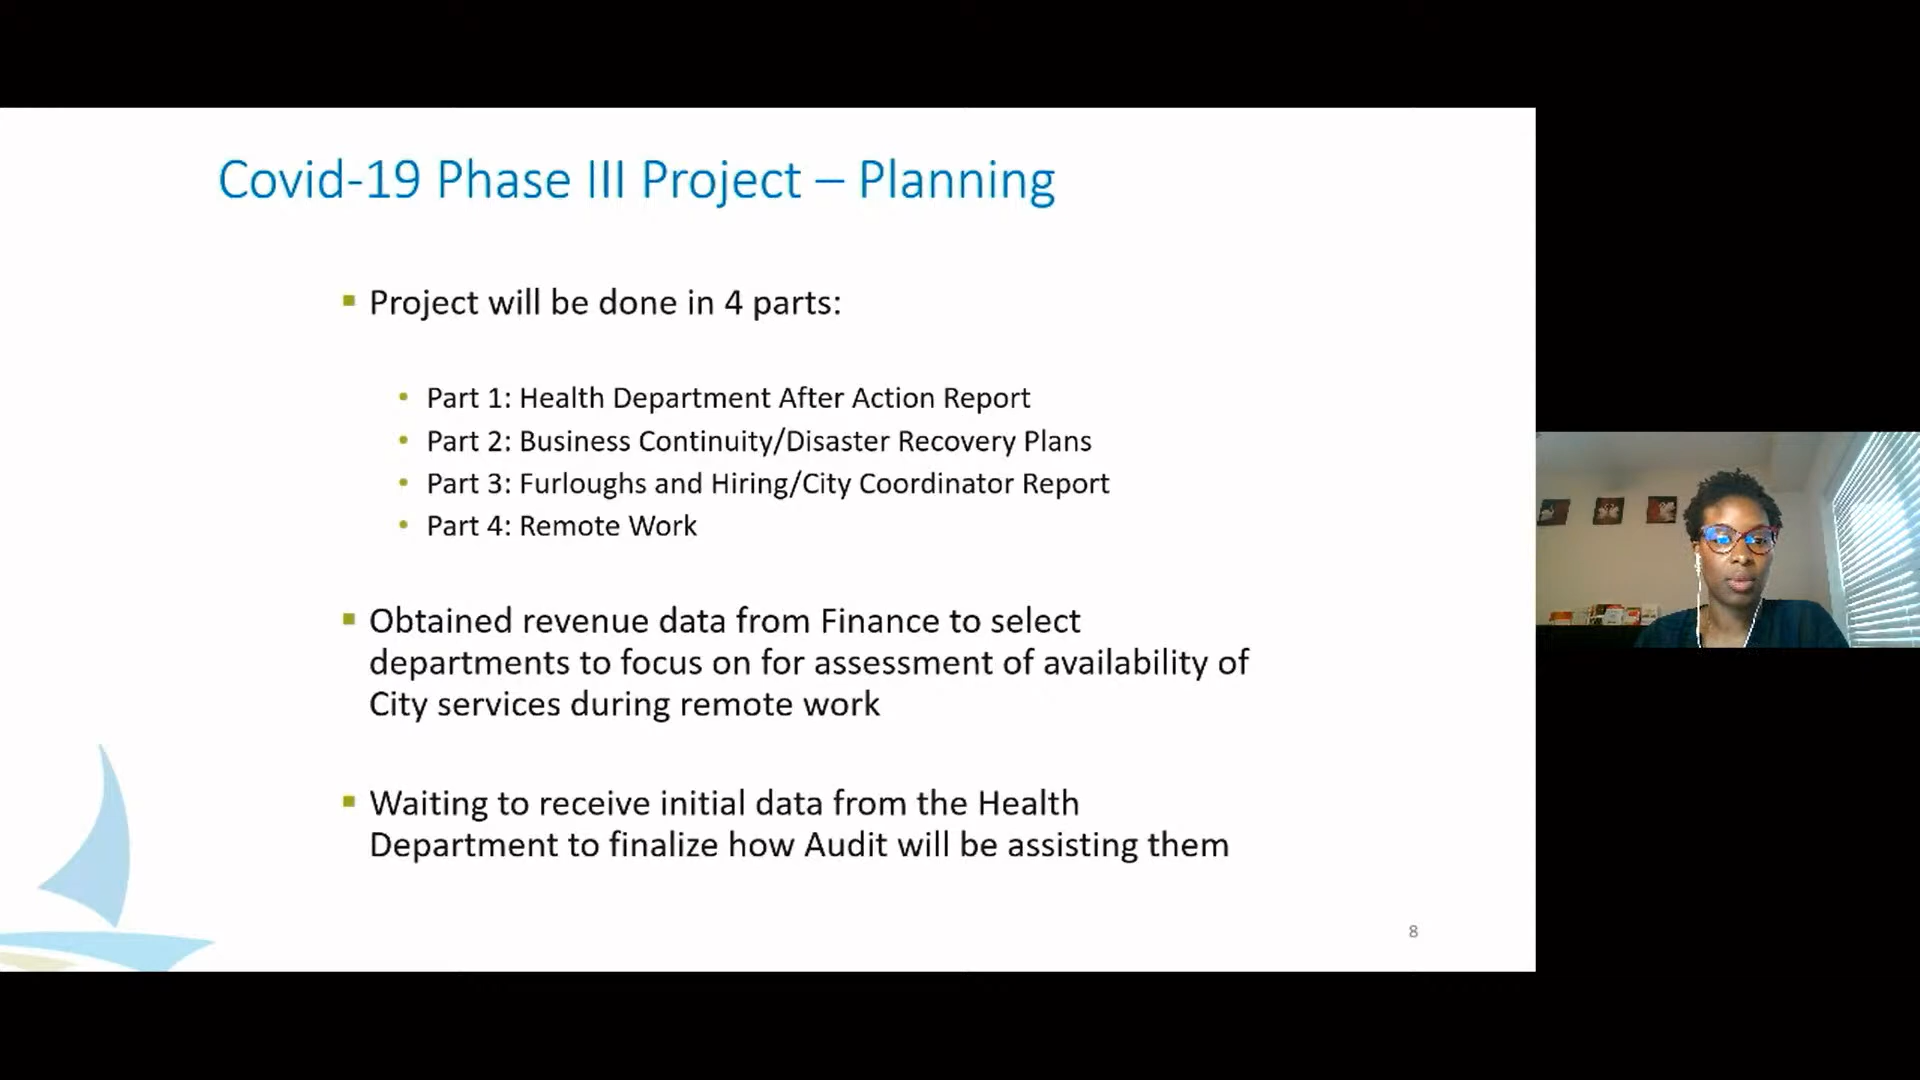 Covid-19 Phase III Project – Planning
Project will be done in 4 parts:
Part 1: Health Department After Action Report
Part 2: Business Continuity/Disaster Recovery Plans
Part 3: Furloughs and Hiring/City Coordinator Report
Part 4: Remote Work
Obtained revenue data from Finance to select
departments to focus on for assessment of availability of
City services during remote work
Waiting to receive initial data from the Health
Department to finalize how Audit will be assisting them
8